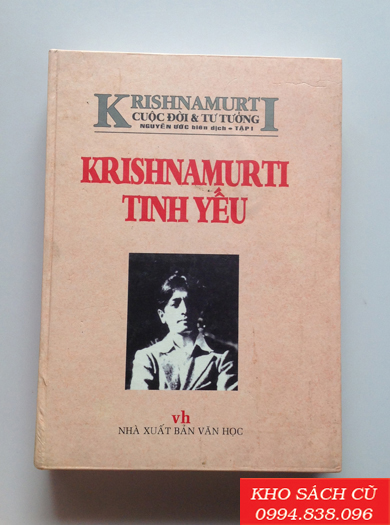 KRISHNAMURTI
CUỘC ĐỜI & TƯ TƯỞNG
NGUYỄN ƯỚC biên dịch - TẬP I
KRISHNAMURTI
TINH YẾU
vh
NHÀ XUẤT BẢN VĂN HỌC
KHO SÁCH CŨ
0994.838.096